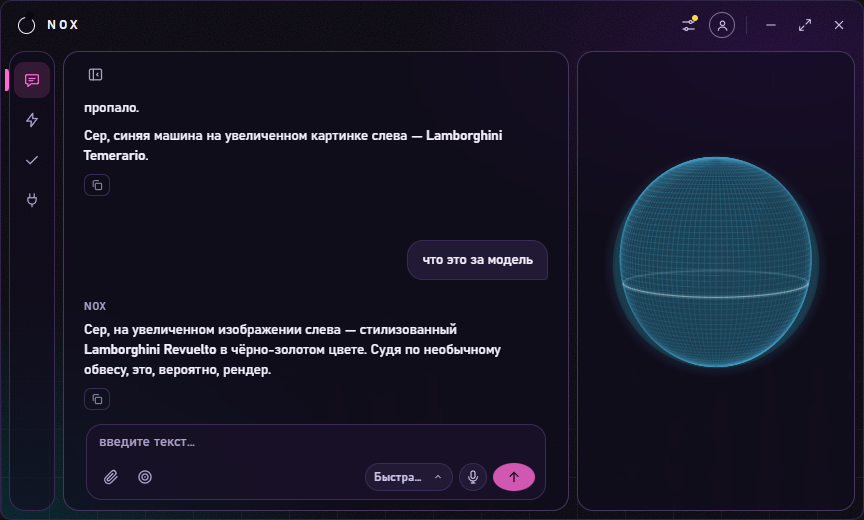 NOX
пропало.
Сер, синяя машина на увеличенном картинке слева — Lamborghini
Temerario.
что это за модель
NOX
Сер, на увеличенном изображении слева — стилизованный
Lamborghini Revuelto в чёрно-золотом цвете. Судя по необычному
обвесу, это, вероятно, рендер.
введите текст...
Быстра...